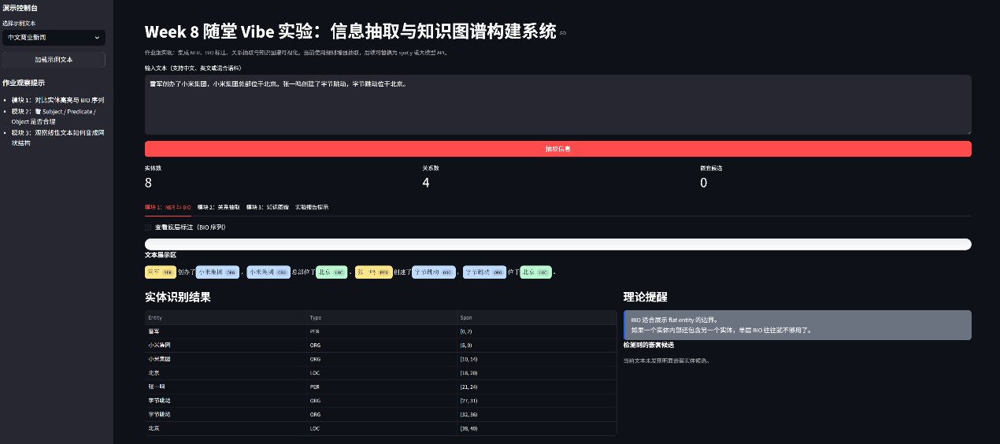 演示控制台
选择示例文本
中文商业新闻
加载示例文本
作业观察提示
模块 1：对比实体高亮与 BIO 序列
模块 2：看 Subject / Predicate /
Object 是否合理
模块 3：观察线性文本如何变成网
状结构
Week 8 随堂 Vibe 实验：信息抽取与知识图谱构建系统
作业版实现：集成 NER、BIO 标注、关系抽取与知识图谱可视化。当前使用规则增强抽取，后续可替换为 spaCy 或大模型 API。
输入文本（支持中文、英文或混合语料）
雷军创办了小米集团，小米集团总部位于北京。张一鸣创建了字节跳动，字节跳动位于北京。
抽取信息
实体数
关系数
嵌套候选
8
4
0
模块 1：NER 与 BIO
模块 2：关系抽取
模块 3：知识图谱
实验报告提示
查看底层标注（BIO 序列）
文本展示区
雷军 PER 创办了 小米集团 ORG ， 小米集团 ORG 总部位于 北京 LOC 。 张一鸣 PER 创建了 字节跳动 ORG ， 字节跳动 ORG 位于 北京 LOC 。
实体识别结果
Entity Type Span
雷军 PER [0, 2)
小米集团 ORG [5, 9)
小米集团 ORG [10, 14)
北京 LOC [18, 20)
张一鸣 PER [21, 24)
字节跳动 ORG [27, 31)
字节跳动 ORG [32, 36)
北京 LOC [38, 40)
理论提醒
BIO 适合展示 flat entity 的边界。
如果一个实体内部还包含另一个实体，单层 BIO 往往就不够用了。
检测到的嵌套候选
当前文本未发现明显嵌套实体候选。